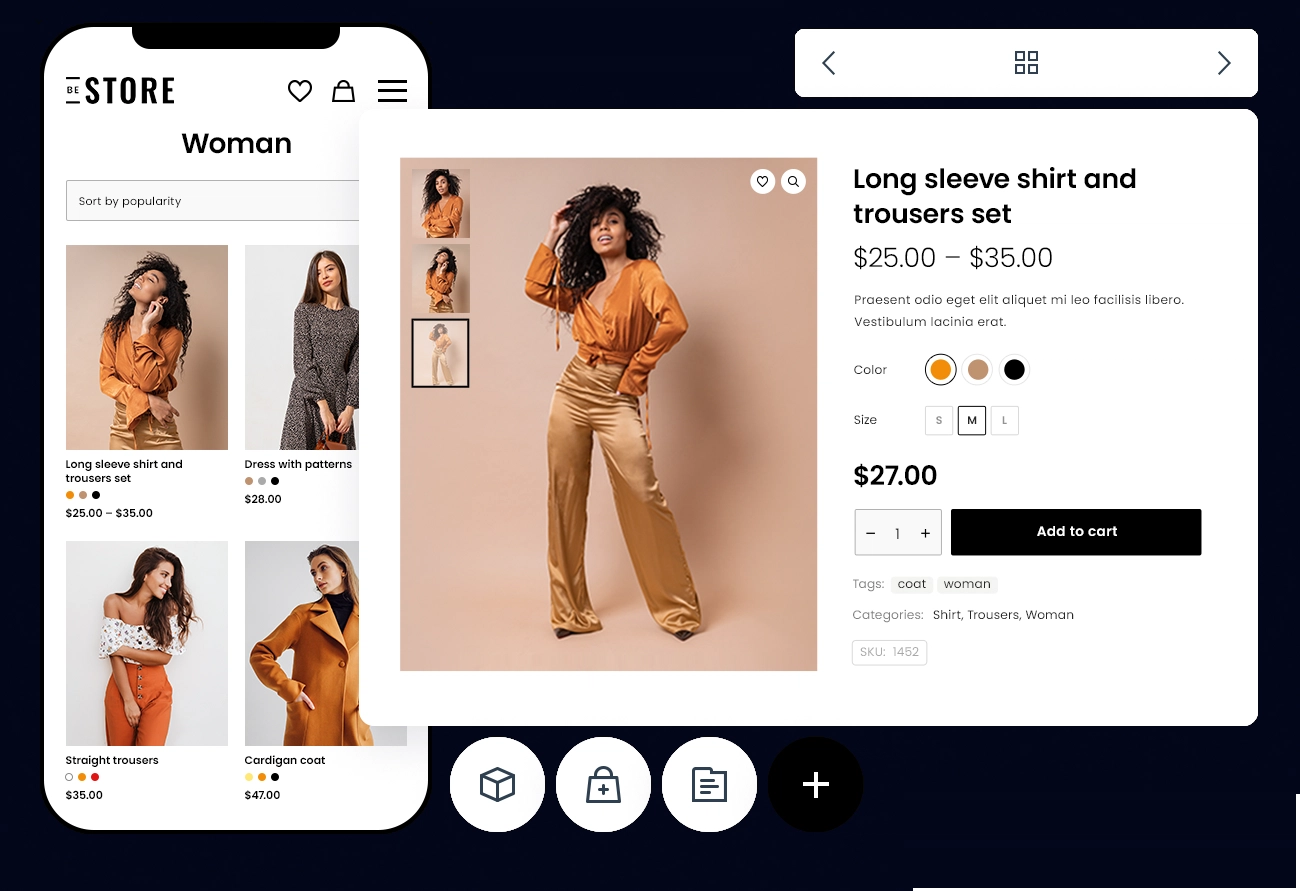 BE STORE
Woman
Sort by popularity
Long sleeve shirt and
trousers set
$25.00 – $35.00
Dress with patterns
$28.00
Straight trousers
$35.00
Cardigan coat
$47.00
Long sleeve shirt and
trousers set
$25.00 – $35.00
Praesent odio eget elit aliquet mi leo facilisis libero.
Vestibulum lacinia erat.
Color
Size S M L
$27.00
− 1 + Add to cart
Tags: coat woman
Categories: Shirt, Trousers, Woman
SKU: 1452